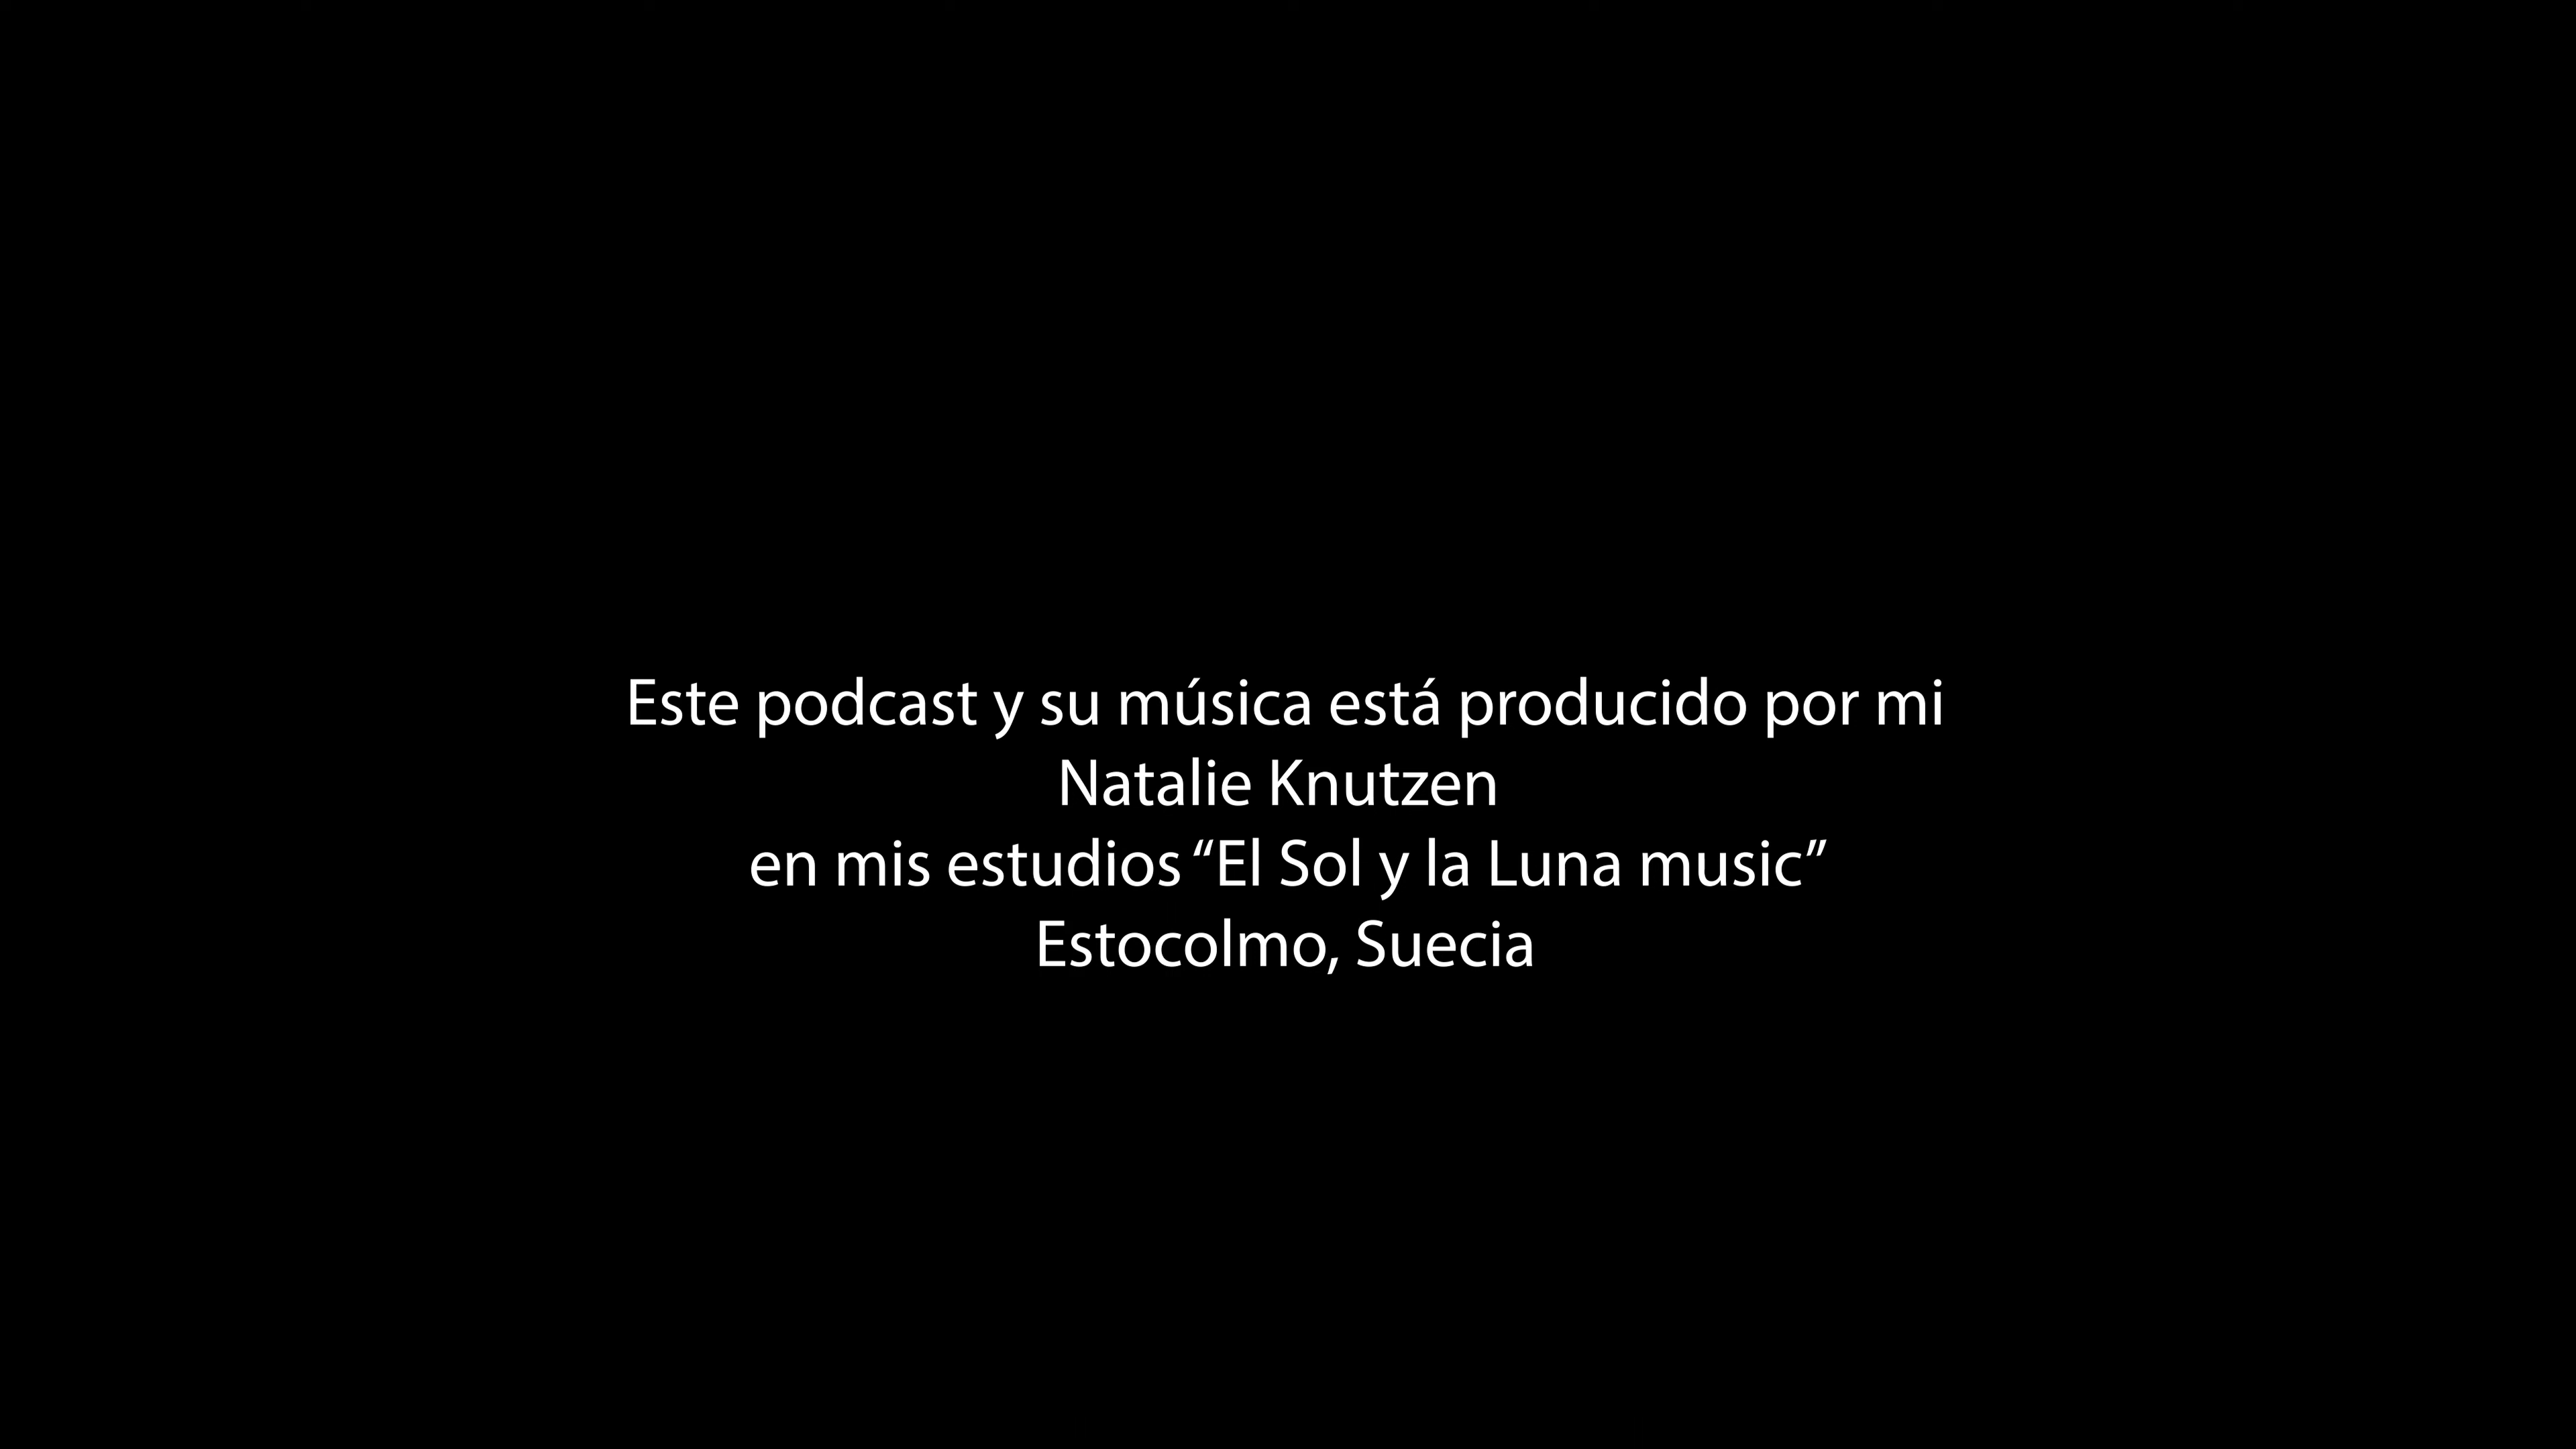 Este podcast y su música está producido por mi
Natalie Knutzen
en mis estudios “El Sol y la Luna music”
Estocolmo, Suecia